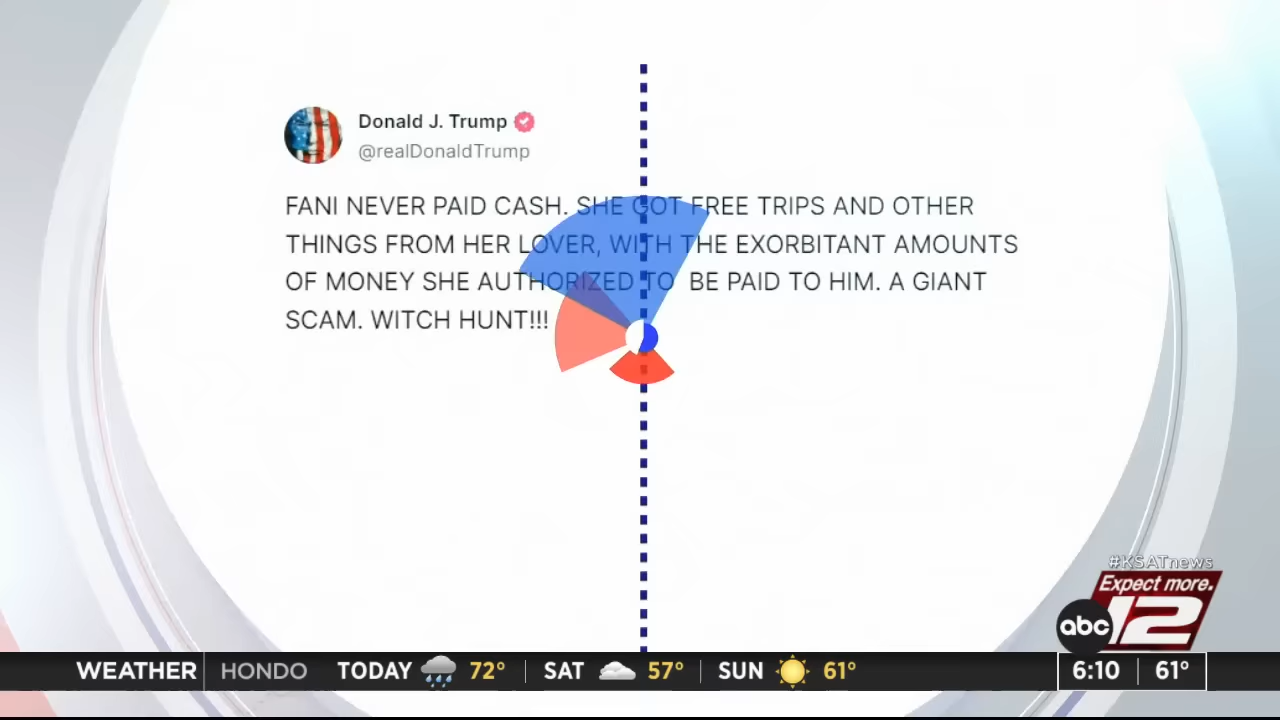 Donald J. Trump
@realDonaldTrump
FANI NEVER PAID CASH. SHE GOT FREE TRIPS AND OTHER
THINGS FROM HER LOVER, WITH THE EXORBITANT AMOUNTS
OF MONEY SHE AUTHORIZED TO BE PAID TO HIM. A GIANT
SCAM. WITCH HUNT!!!
#KSATnews
Expect more.
abc 12
WEATHER HONDO TODAY 72° SAT 57° SUN 61° 6:10 61°